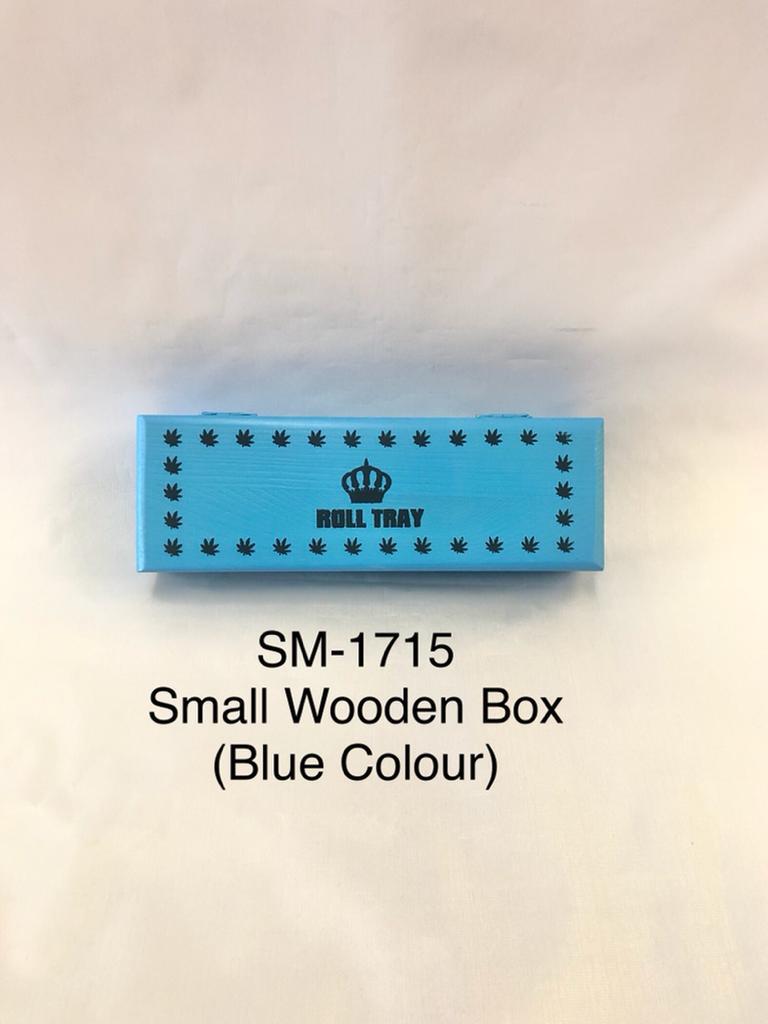 ROLL TRAY
SM-1715
Small Wooden Box
(Blue Colour)